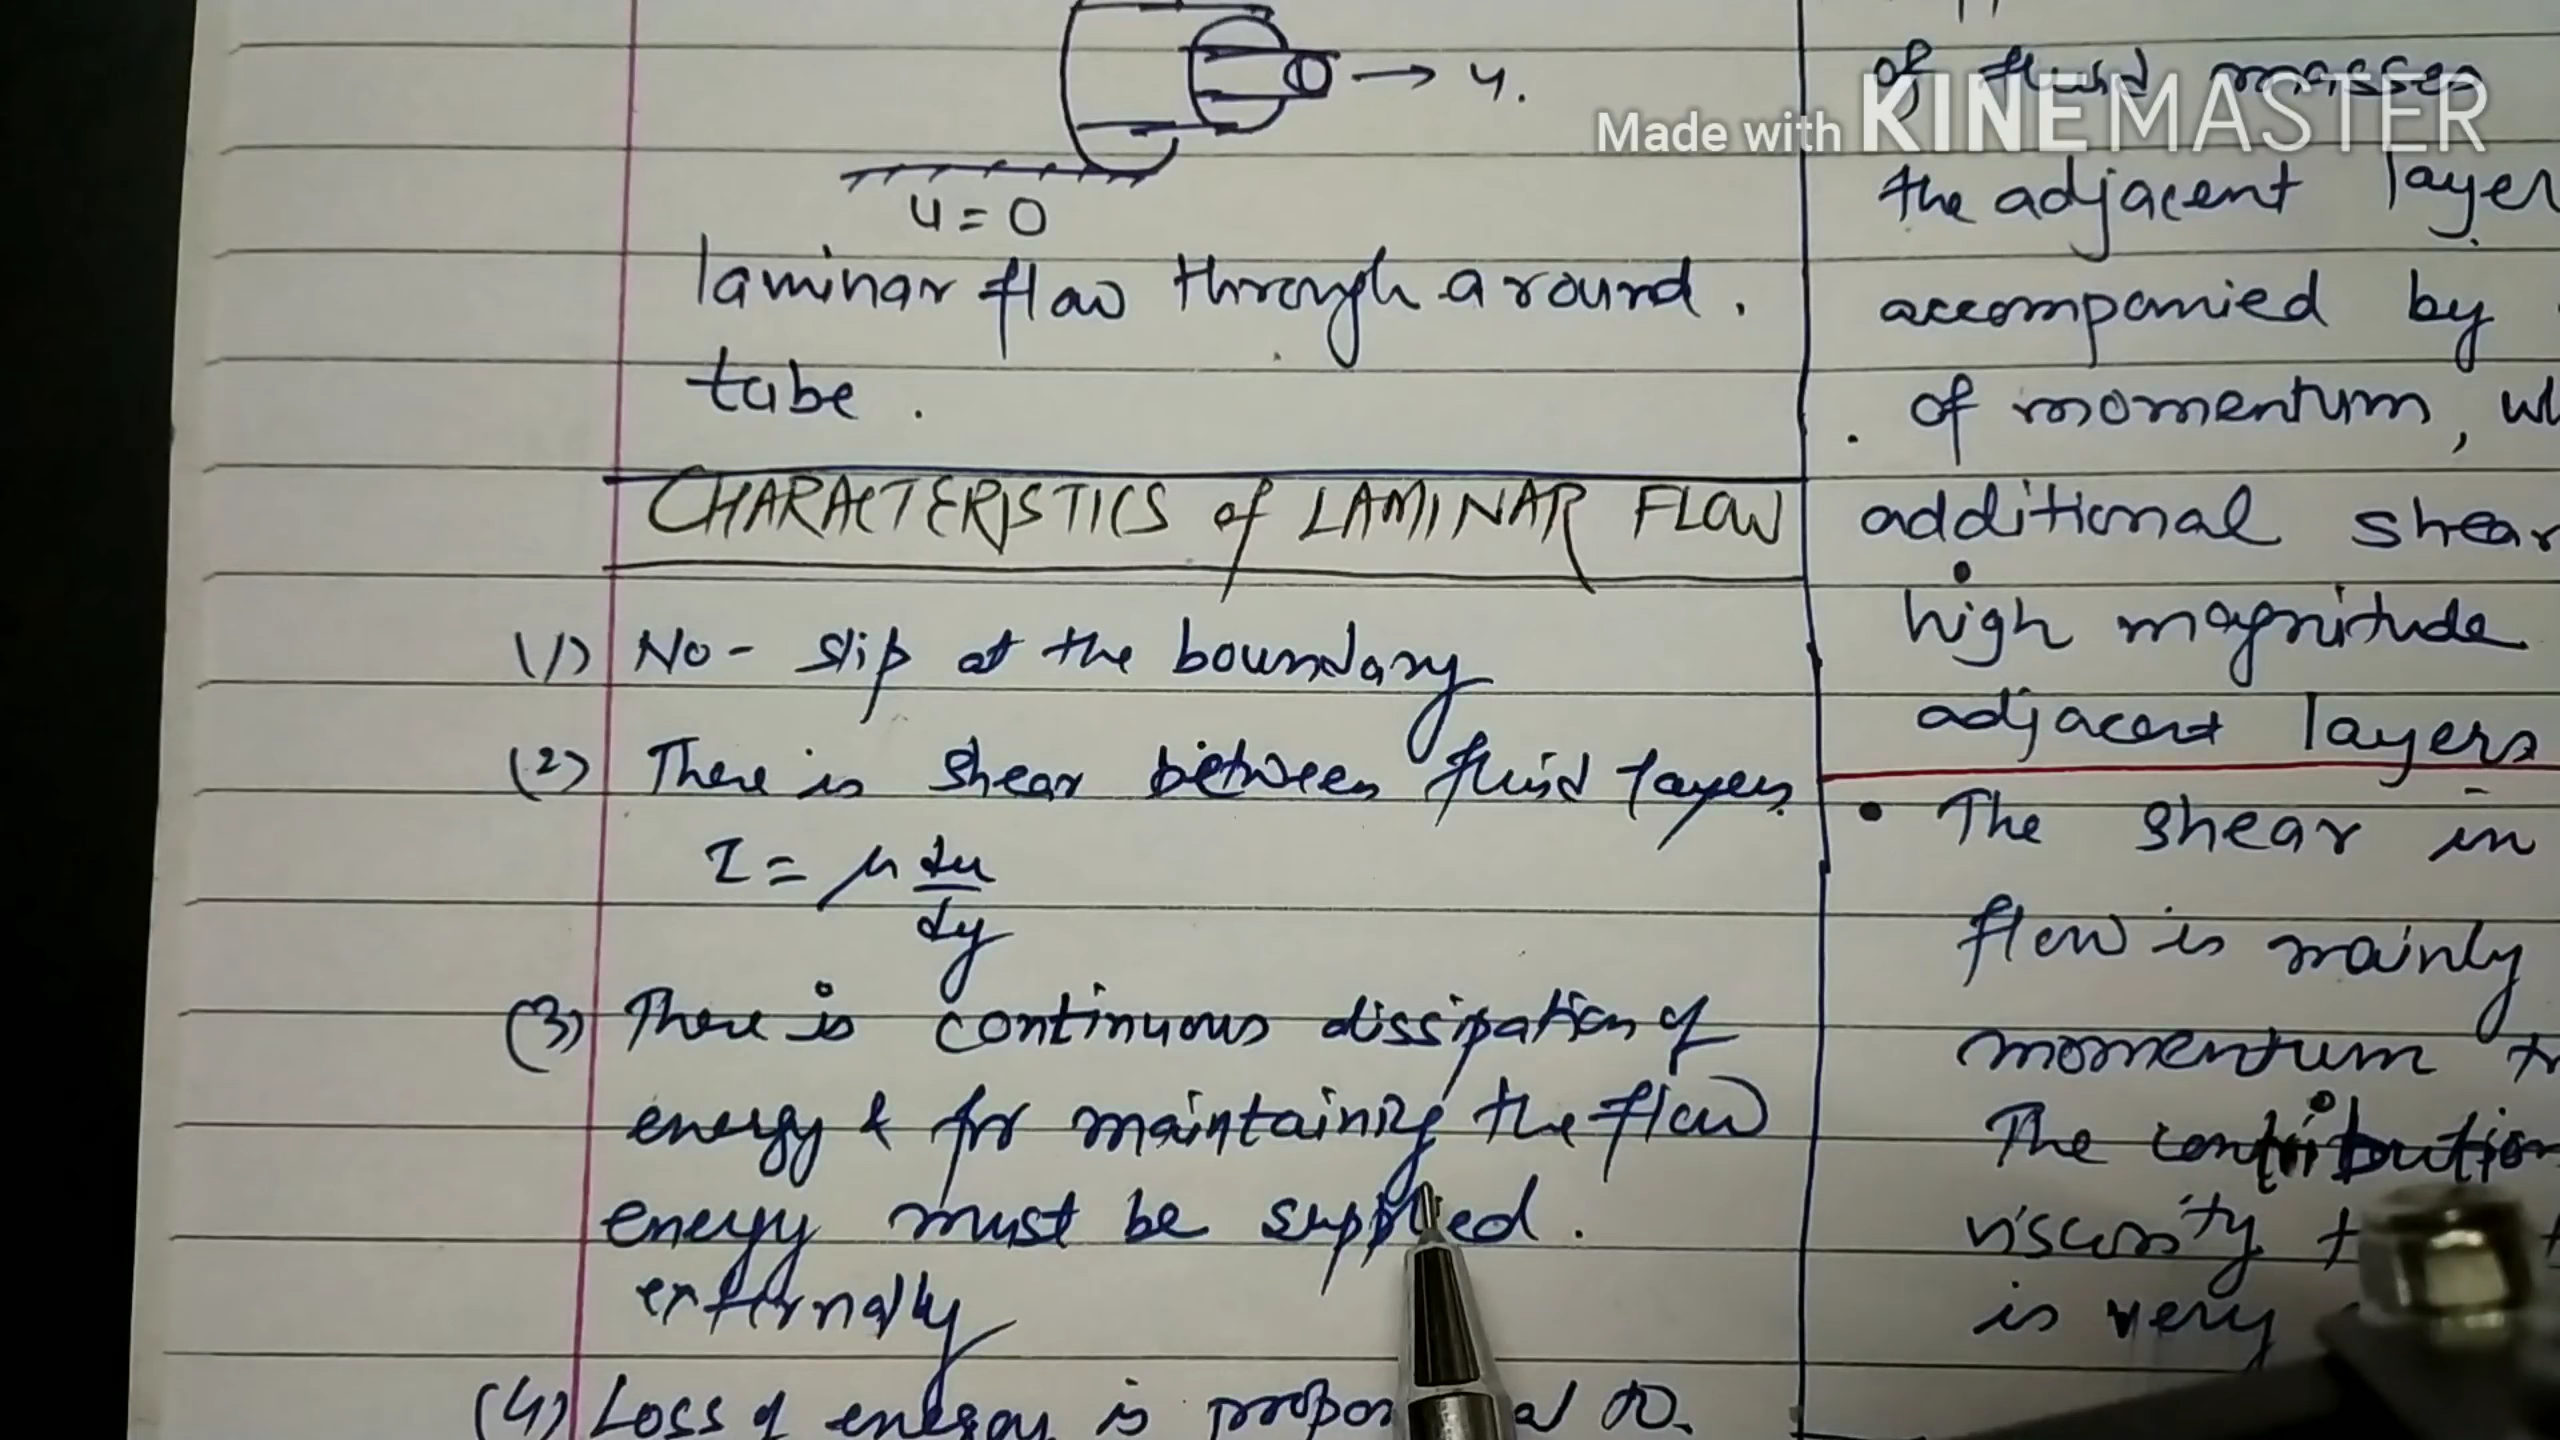 → u.
u = 0
laminar flow through a round.
tube.
CHARACTERISTICS of LAMINAR FLOW
(1) No-slip at the boundary
(2) There is shear between fluid layers.
τ = μ du
dy
(3) There is continuous dissipation of
energy & for maintaining the flow
energy must be supplied.
externally
(4) Loss of energy is to.
of fluid masses
the adjacent layer
accompanied by
of momentum,
additional shear
high magnitude
adjacent layers
• The shear in
flow is mainly
momentum
The contribution
viscosity
is very
Made with KINEMASTER